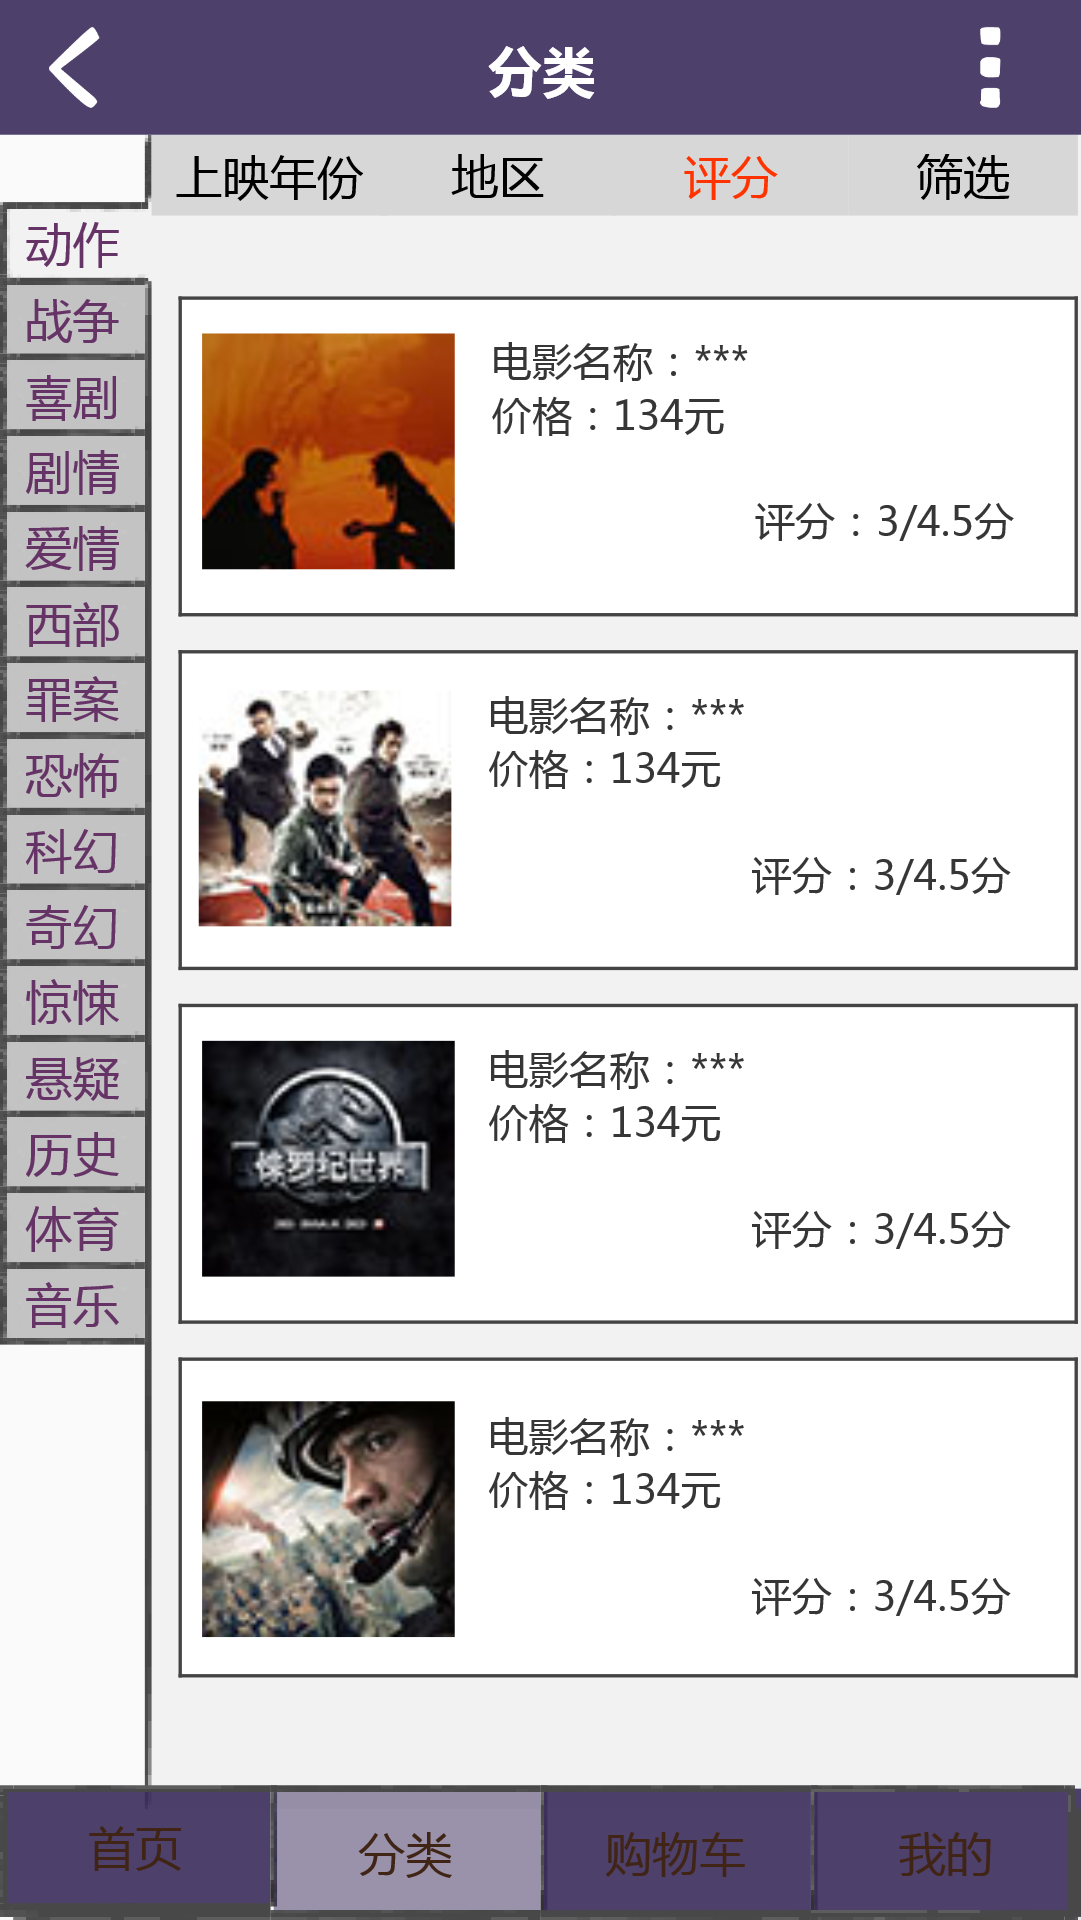 分类
上映年份 地区 评分 筛选
动作
战争
喜剧
剧情
爱情
西部
罪案
恐怖
科幻
奇幻
惊悚
悬疑
历史
体育
音乐
电影名称：***
价格：134元
评分：3/4.5分
电影名称：***
价格：134元
评分：3/4.5分
侏罗纪世界
电影名称：***
价格：134元
评分：3/4.5分
电影名称：***
价格：134元
评分：3/4.5分
首页 分类 购物车 我的